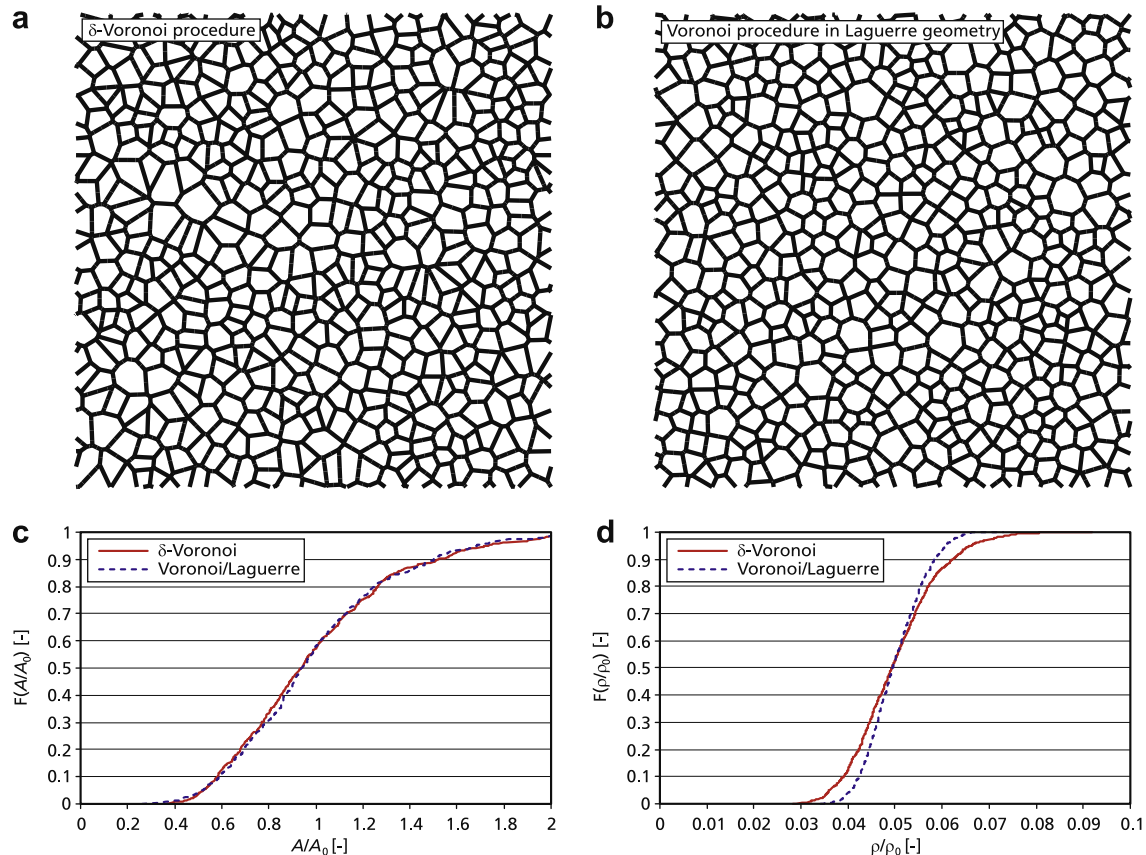 a
δ-Voronoi procedure
b
Voronoi procedure in Laguerre geometry
c
1
0.9
0.8
0.7
0.6
0.5
0.4
0.3
0.2
0.1
0
F(A/A₀) [-]
δ-Voronoi
Voronoi/Laguerre
0 0.2 0.4 0.6 0.8 1 1.2 1.4 1.6 1.8 2
A/A₀ [-]
d
1
0.9
0.8
0.7
0.6
0.5
0.4
0.3
0.2
0.1
0
F(ρ/ρ₀) [-]
δ-Voronoi
Voronoi/Laguerre
0 0.01 0.02 0.03 0.04 0.05 0.06 0.07 0.08 0.09 0.1
ρ/ρ₀ [-]